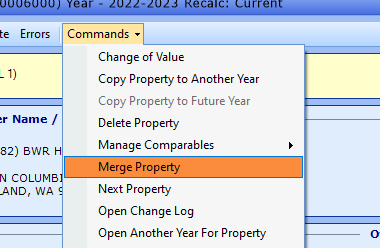 0006000) Year - 2022-2023 Recalc: Current
te Errors Commands
L 1)
Change of Value
Copy Property to Another Year
Copy Property to Future Year
er Name /
Delete Property
Manage Comparables
82) BWR H
Merge Property
N COLUMBI
LAND, WA 9
Next Property
Open Change Log
Open Another Year For Property
O